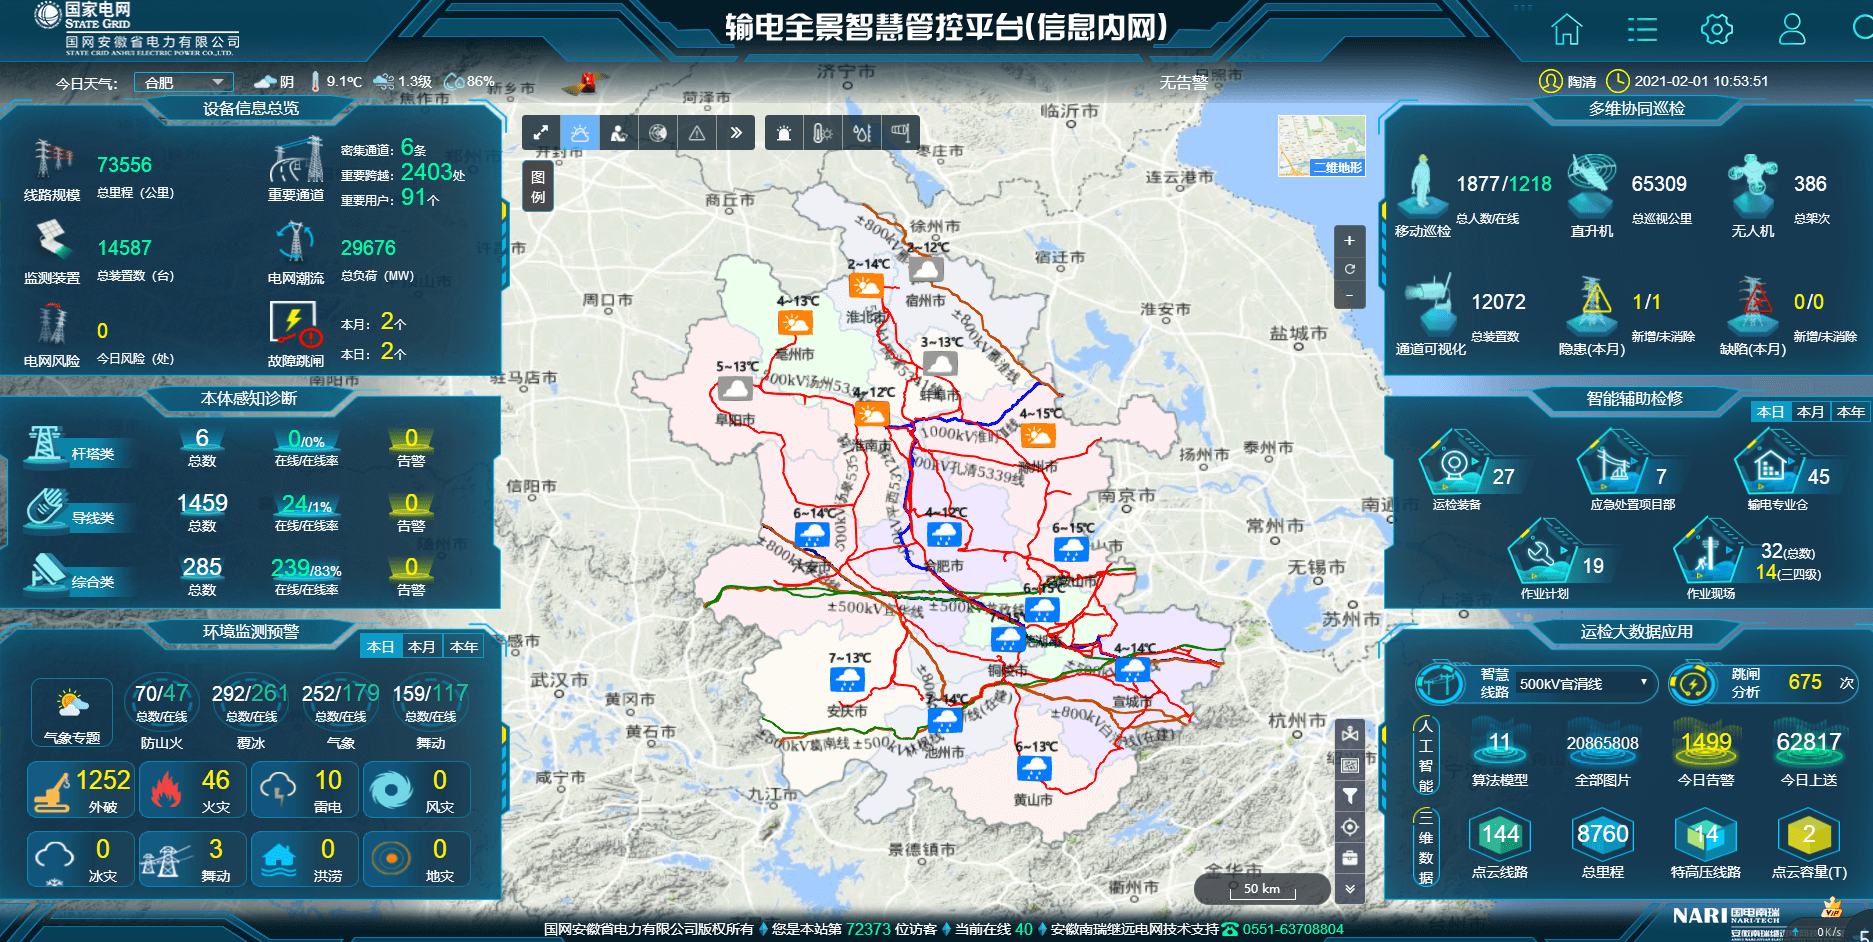 国家电网
STATE GRID
国网安徽省电力有限公司
STATE GRID ANHUI ELECTRIC POWER CO.,LTD.
输电全景智慧管控平台(信息内网)
今日天气: 合肥 阴 9.1℃ 1.3级 86%
无告警
陶清 2021-02-01 10:53:51
设备信息总览
73556
总里程（公里）
线路规模
密集通道: 6条
重要跨越: 2403处
重要用户: 91个
重要通道
14587
总装置数（台）
监测装置
29676
总负荷（MW）
电网潮流
0
今日风险（处）
电网风险
本月: 2个
本日: 2个
故障跳闸
本体感知诊断
杆塔类
6
总数
0/0%
在线/在线率
0
告警
导线类
1459
总数
24/1%
在线/在线率
0
告警
综合类
285
总数
239/83%
在线/在线率
0
告警
环境监测预警
本日 本月 本年
气象专题
70/47
总数/在线
防山火
292/261
总数/在线
覆冰
252/179
总数/在线
气象
159/117
总数/在线
舞动
1252
外破
46
火灾
10
雷电
0
风灾
0
冰灾
3
舞动
0
洪涝
0
地灾
图例
二维地形
济宁市
菏泽市
临沂市
焦作市
开封市
枣庄市
连云港市
商丘市
徐州市
宿迁市
周口市
淮安市
盐城市
驻马店市
南阳市
信阳市
扬州市
泰州市
南京市
常州市
无锡市
苏州市
武汉市
黄冈市
黄石市
咸宁市
九江市
景德镇市
杭州市
金华市
衢州市
2~12℃
宿州市
2~14℃
淮北市
4~13℃
亳州市
3~13℃
蚌埠市
5~13℃
阜阳市
4~12℃
淮南市
4~15℃
滁州市
1000kV淮盱Ⅱ线
00kV孔清5339线
6~14℃
六安市
4~12℃
合肥市
6~15℃
6~15℃
7~15℃
芜湖市
铜陵市
4~14℃
宣城市
7~13℃
安庆市
7~14℃
池州市
6~13℃
黄山市
±500kV宜华线
50 km
多维协同巡检
1877/1218
总人数/在线
移动巡检
65309
总巡视公里
直升机
386
总架次
无人机
12072
总装置数
通道可视化
1/1
新增/未消除
隐患(本月)
0/0
新增/未消除
缺陷(本月)
智能辅助检修
本日 本月 本年
27
运检装备
7
应急处置项目部
45
输电专业仓
19
作业计划
32(总数)
14(三四级)
作业现场
运检大数据应用
智慧线路 500kV官涓线
跳闸分析 675 次
人工智能
11
算法模型
20865808
全部图片
1499
今日告警
62817
今日上送
三维数据
144
点云线路
8760
总里程
14
特高压线路
2
点云容量(T)
国网安徽省电力有限公司版权所有 您是本站第 72373 位访客 当前在线 40 安徽南瑞继远电网技术支持 0551-63708804
NARI 国电南瑞
NARI-TECH
VIP
0K/s